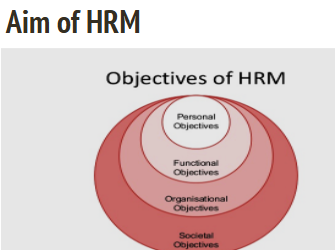 Aim of HRM
Objectives of HRM
Personal
Objectives
Functional
Objectives
Organisational
Objectives
Societal
Objectives